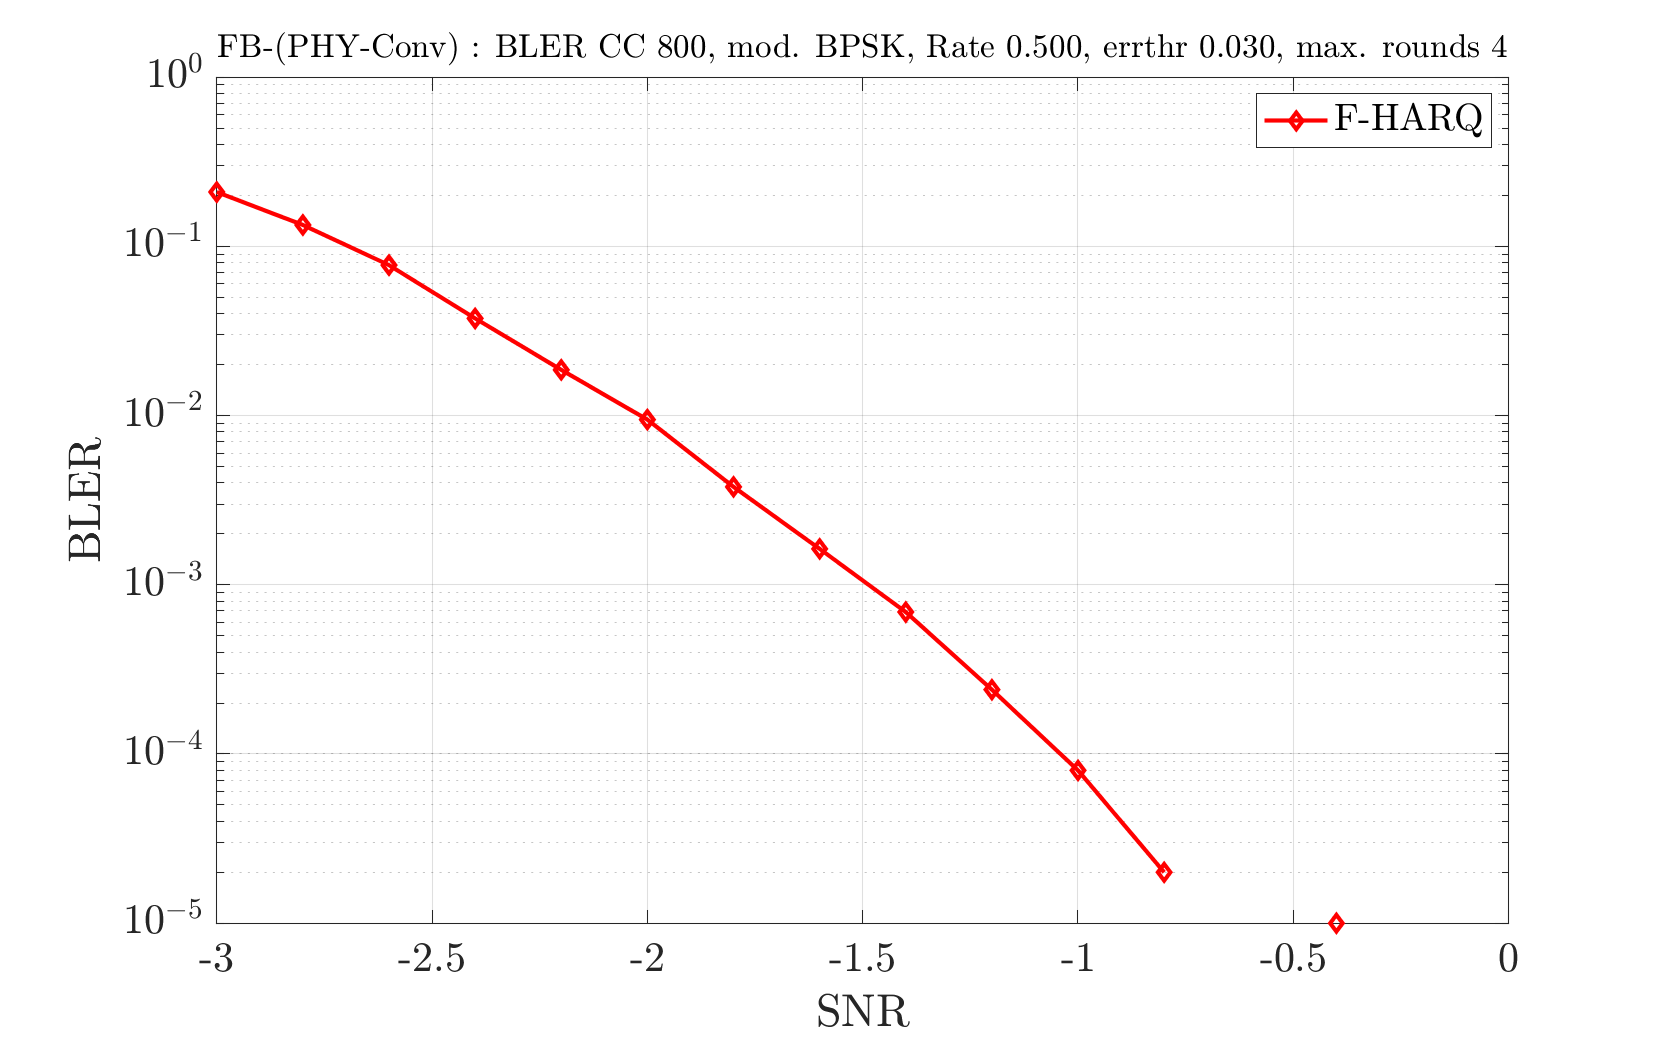 FB-(PHY-Conv) : BLER CC 800, mod. BPSK, Rate 0.500, errthr 0.030, max. rounds 4
F-HARQ
10⁰
10⁻¹
10⁻²
10⁻³
10⁻⁴
10⁻⁵
BLER
-3 -2.5 -2 -1.5 -1 -0.5 0
SNR